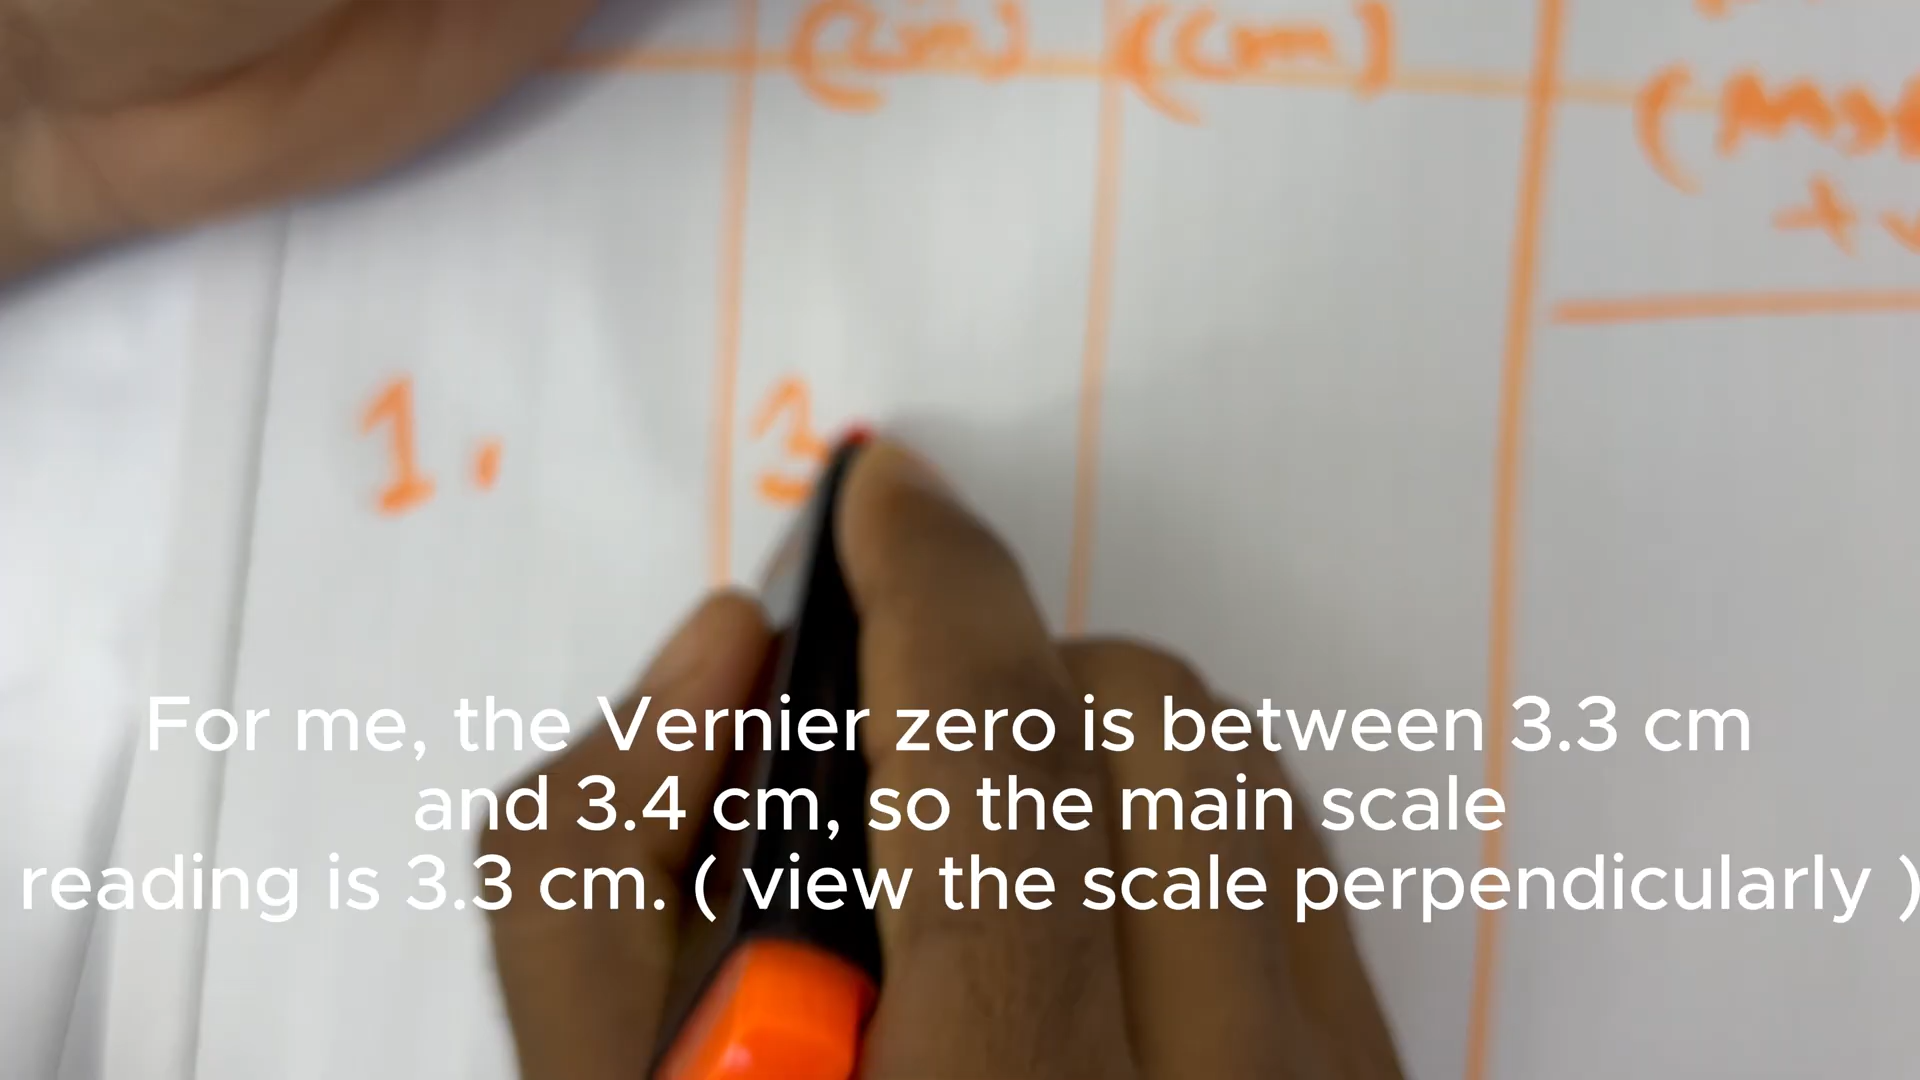 (cm) (cm)
+
1. 3
For me, the Vernier zero is between 3.3 cm
and 3.4 cm, so the main scale
reading is 3.3 cm. ( view the scale perpendicularly )